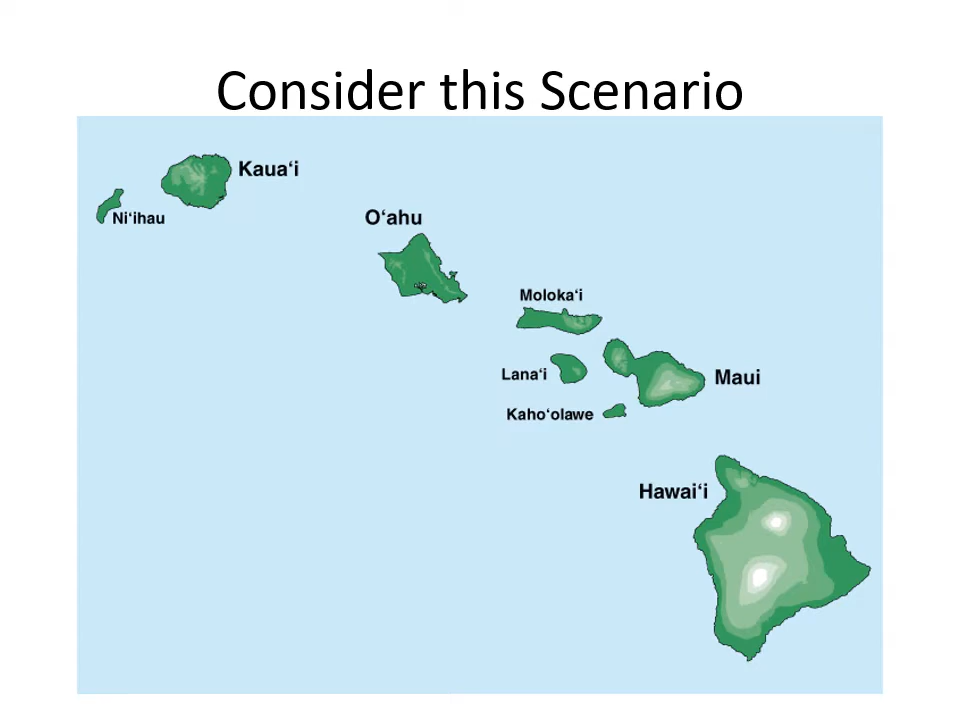 Consider this Scenario
Kaua‘i
Ni‘ihau
O‘ahu
Moloka‘i
Lana‘i
Maui
Kaho‘olawe
Hawai‘i